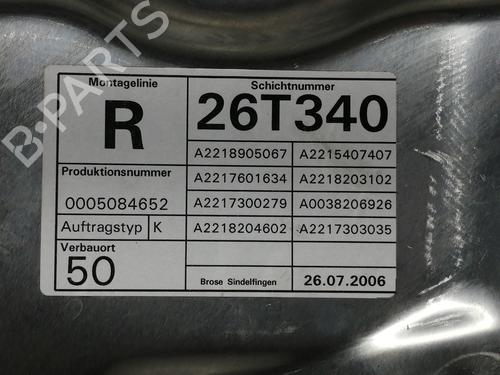 Montagelinie
R
Schichtnummer
26T340
A2218905067 A2215407407
Produktionsnummer
A2217601634 A2218203102
0005084652
A2217300279 A0038206926
Auftragstyp K
A2218204602 A2217303035
Verbauort
50
Brose Sindelfingen 26.07.2006
B-PARTS